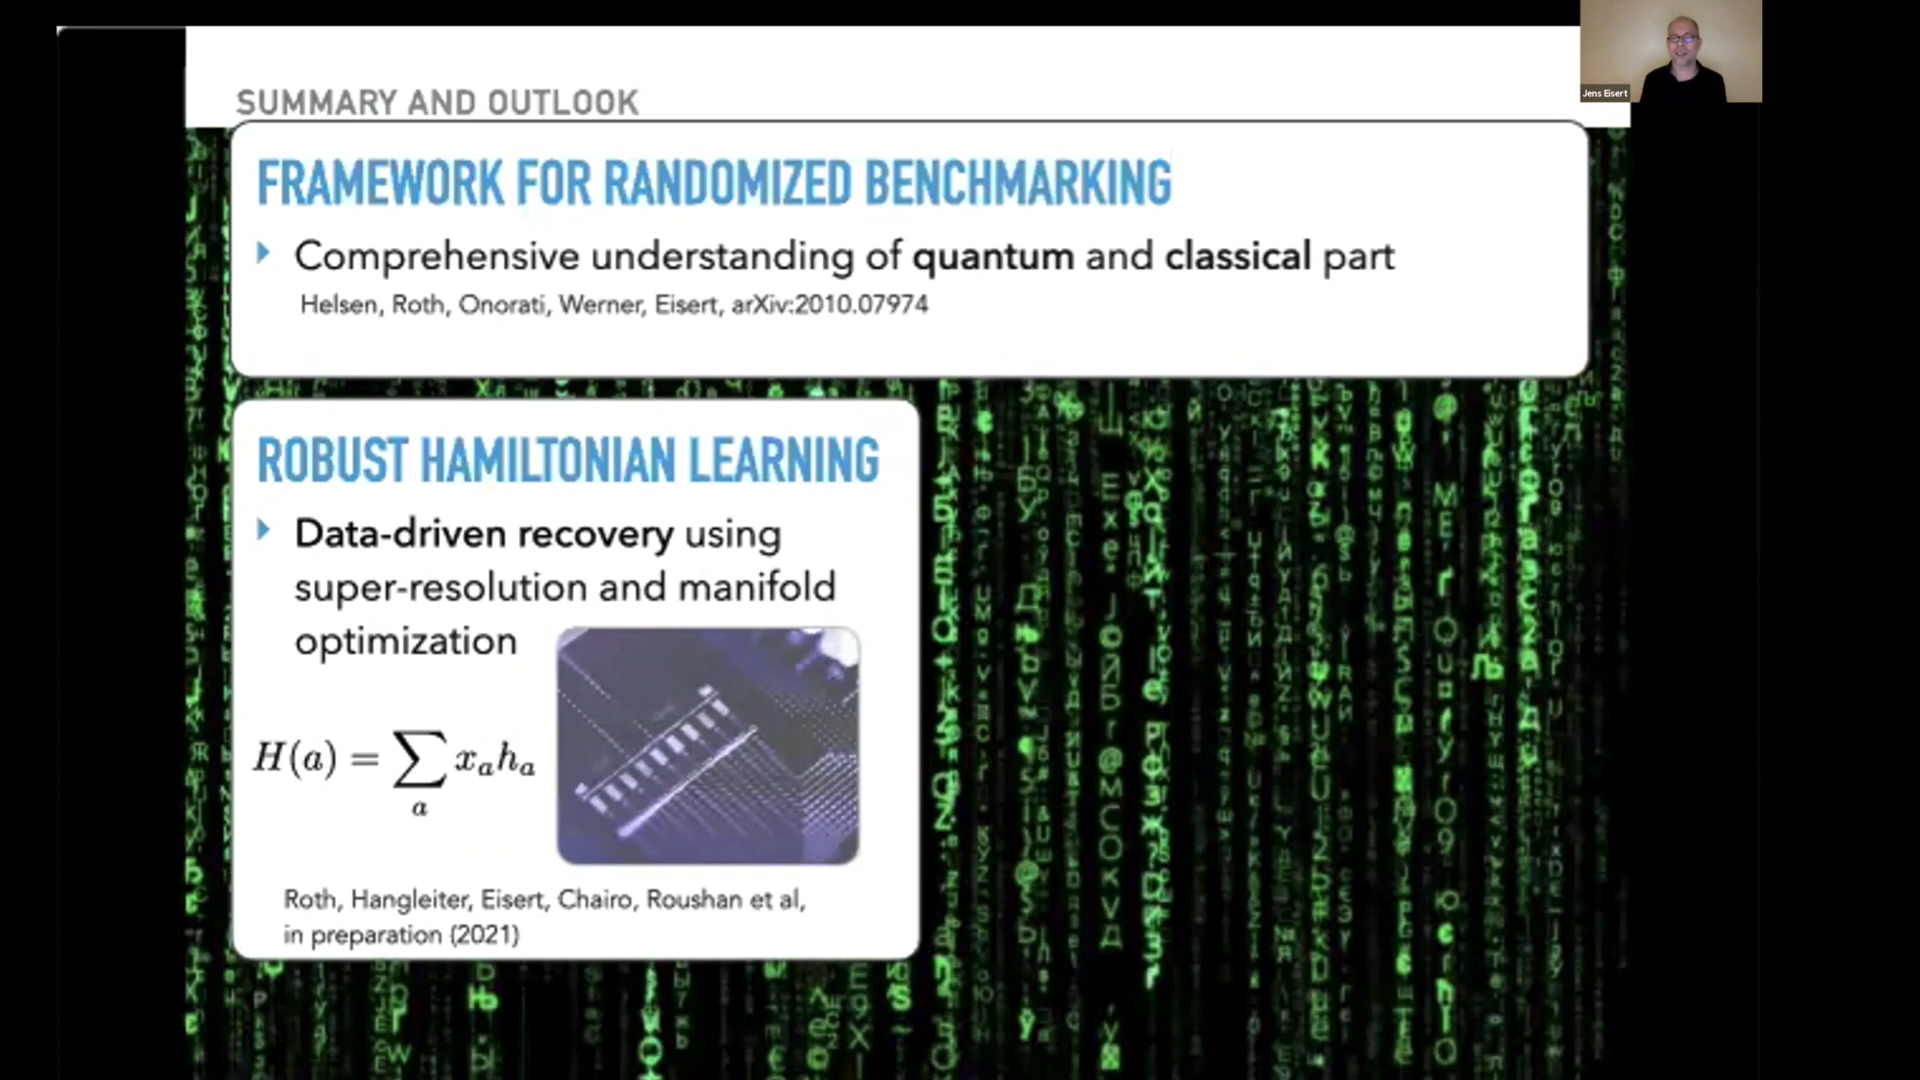 SUMMARY AND OUTLOOK
Jens Eisert
FRAMEWORK FOR RANDOMIZED BENCHMARKING
Comprehensive understanding of quantum and classical part
Helsen, Roth, Onorati, Werner, Eisert, arXiv:2010.07974
ROBUST HAMILTONIAN LEARNING
Data-driven recovery using
super-resolution and manifold
optimization
H(a) = ∑ xₐhₐ
a
Roth, Hangleiter, Eisert, Chairo, Roushan et al,
in preparation (2021)